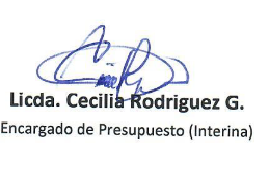 Licda. Cecilia Rodriguez G.
Encargado de Presupuesto (Interina)